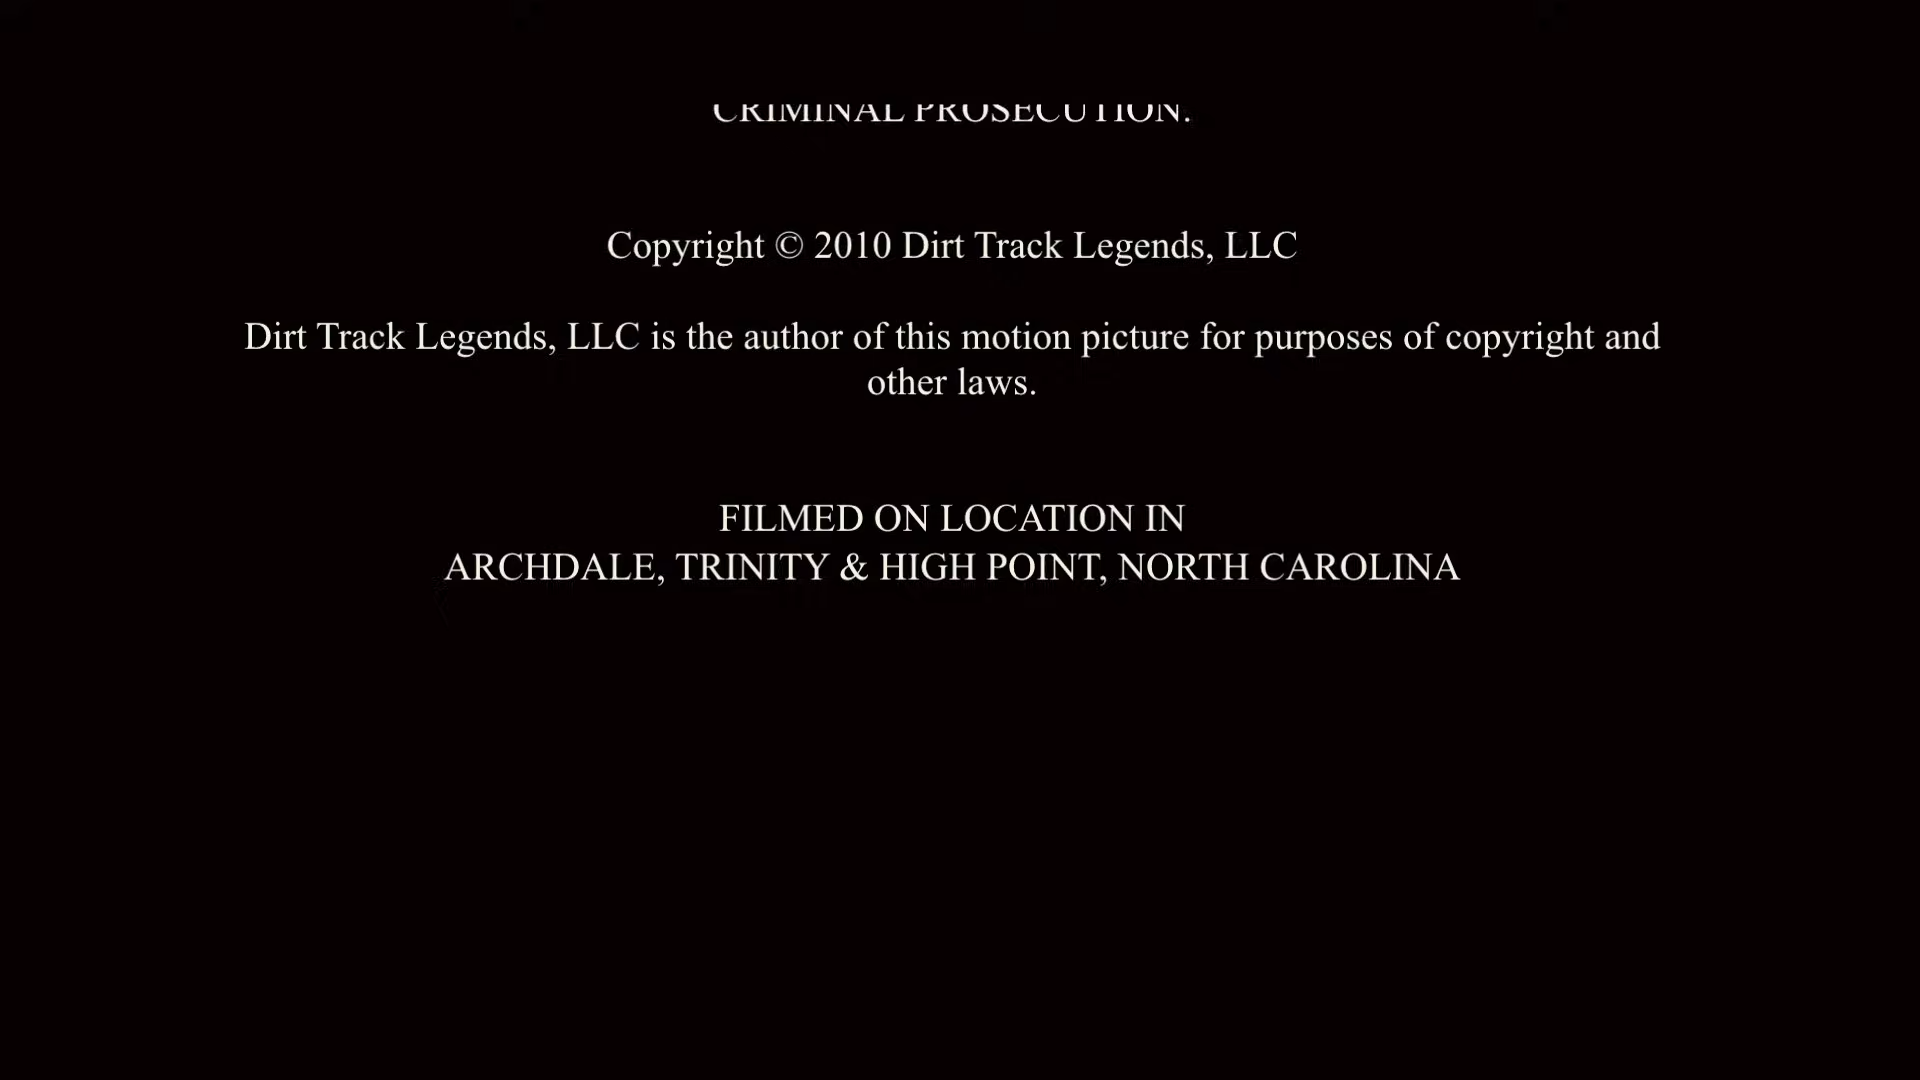 CRIMINAL PROSECUTION.
Copyright © 2010 Dirt Track Legends, LLC
Dirt Track Legends, LLC is the author of this motion picture for purposes of copyright and
other laws.
FILMED ON LOCATION IN
ARCHDALE, TRINITY & HIGH POINT, NORTH CAROLINA